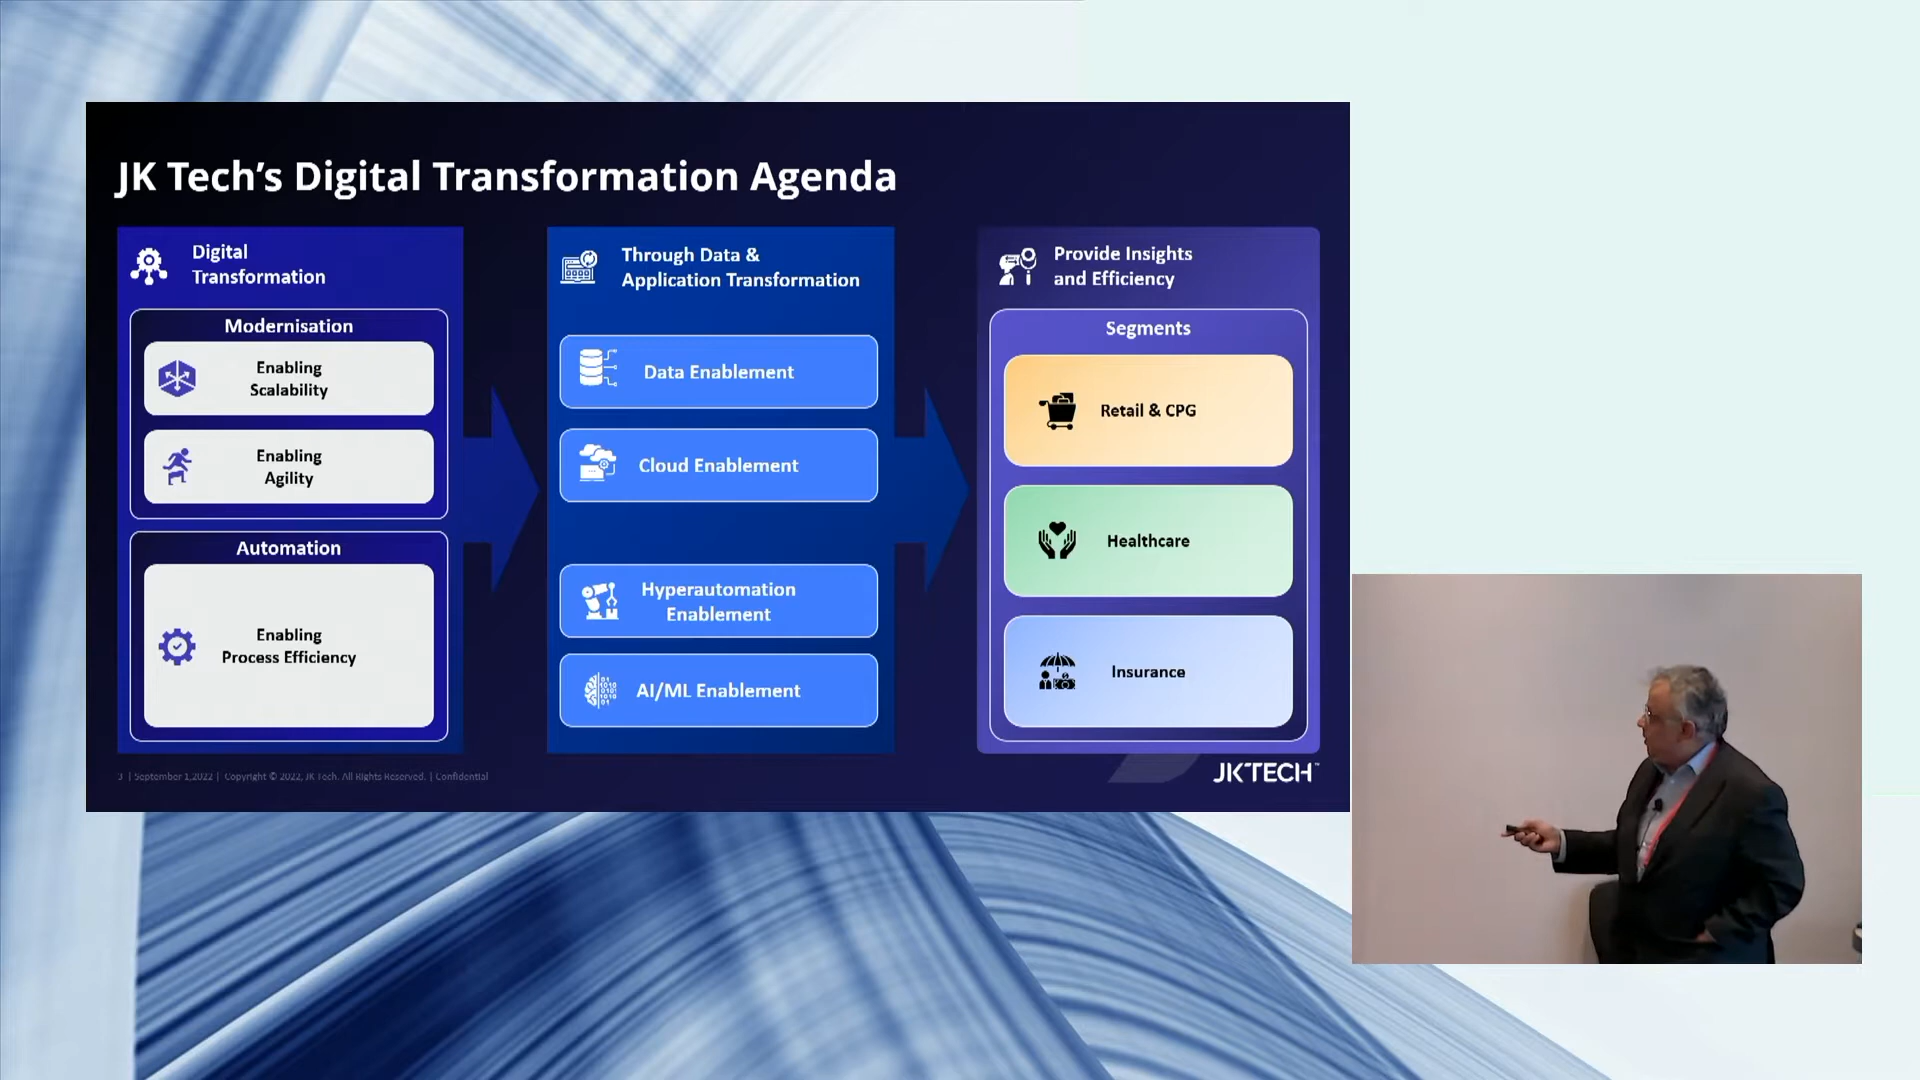 JK Tech's Digital Transformation Agenda
Digital
Transformation
Modernisation
Enabling
Scalability
Enabling
Agility
Automation
Enabling
Process Efficiency
Through Data &
Application Transformation
Data Enablement
Cloud Enablement
Hyperautomation
Enablement
AI/ML Enablement
Provide Insights
and Efficiency
Segments
Retail & CPG
Healthcare
Insurance
3 | September 1,2022 | Copyright © 2022, JK Tech. All Rights Reserved. | Confidential
JKTECH™